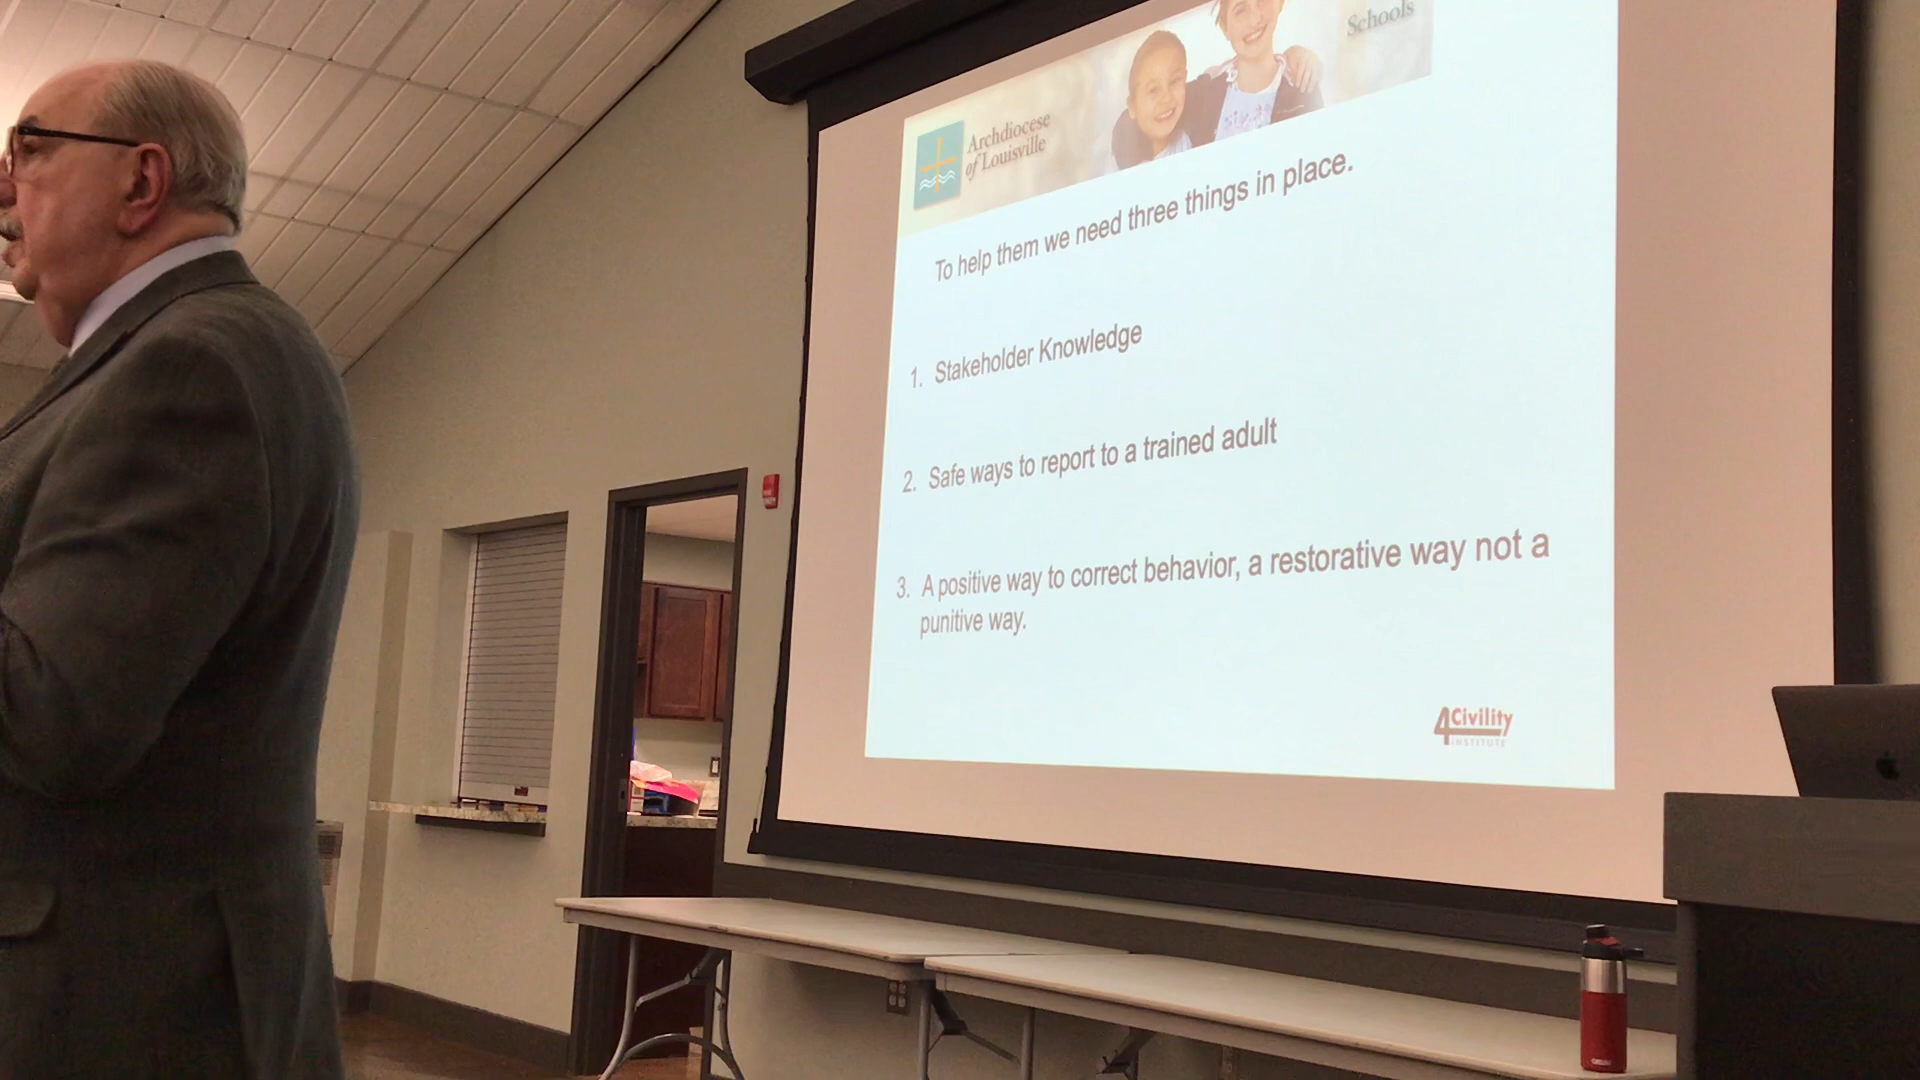 Schools
Archdiocese
of Louisville
To help them we need three things in place.
1. Stakeholder Knowledge
2. Safe ways to report to a trained adult
3. A positive way to correct behavior, a restorative way not a
punitive way.
4Civility
INSTITUTE